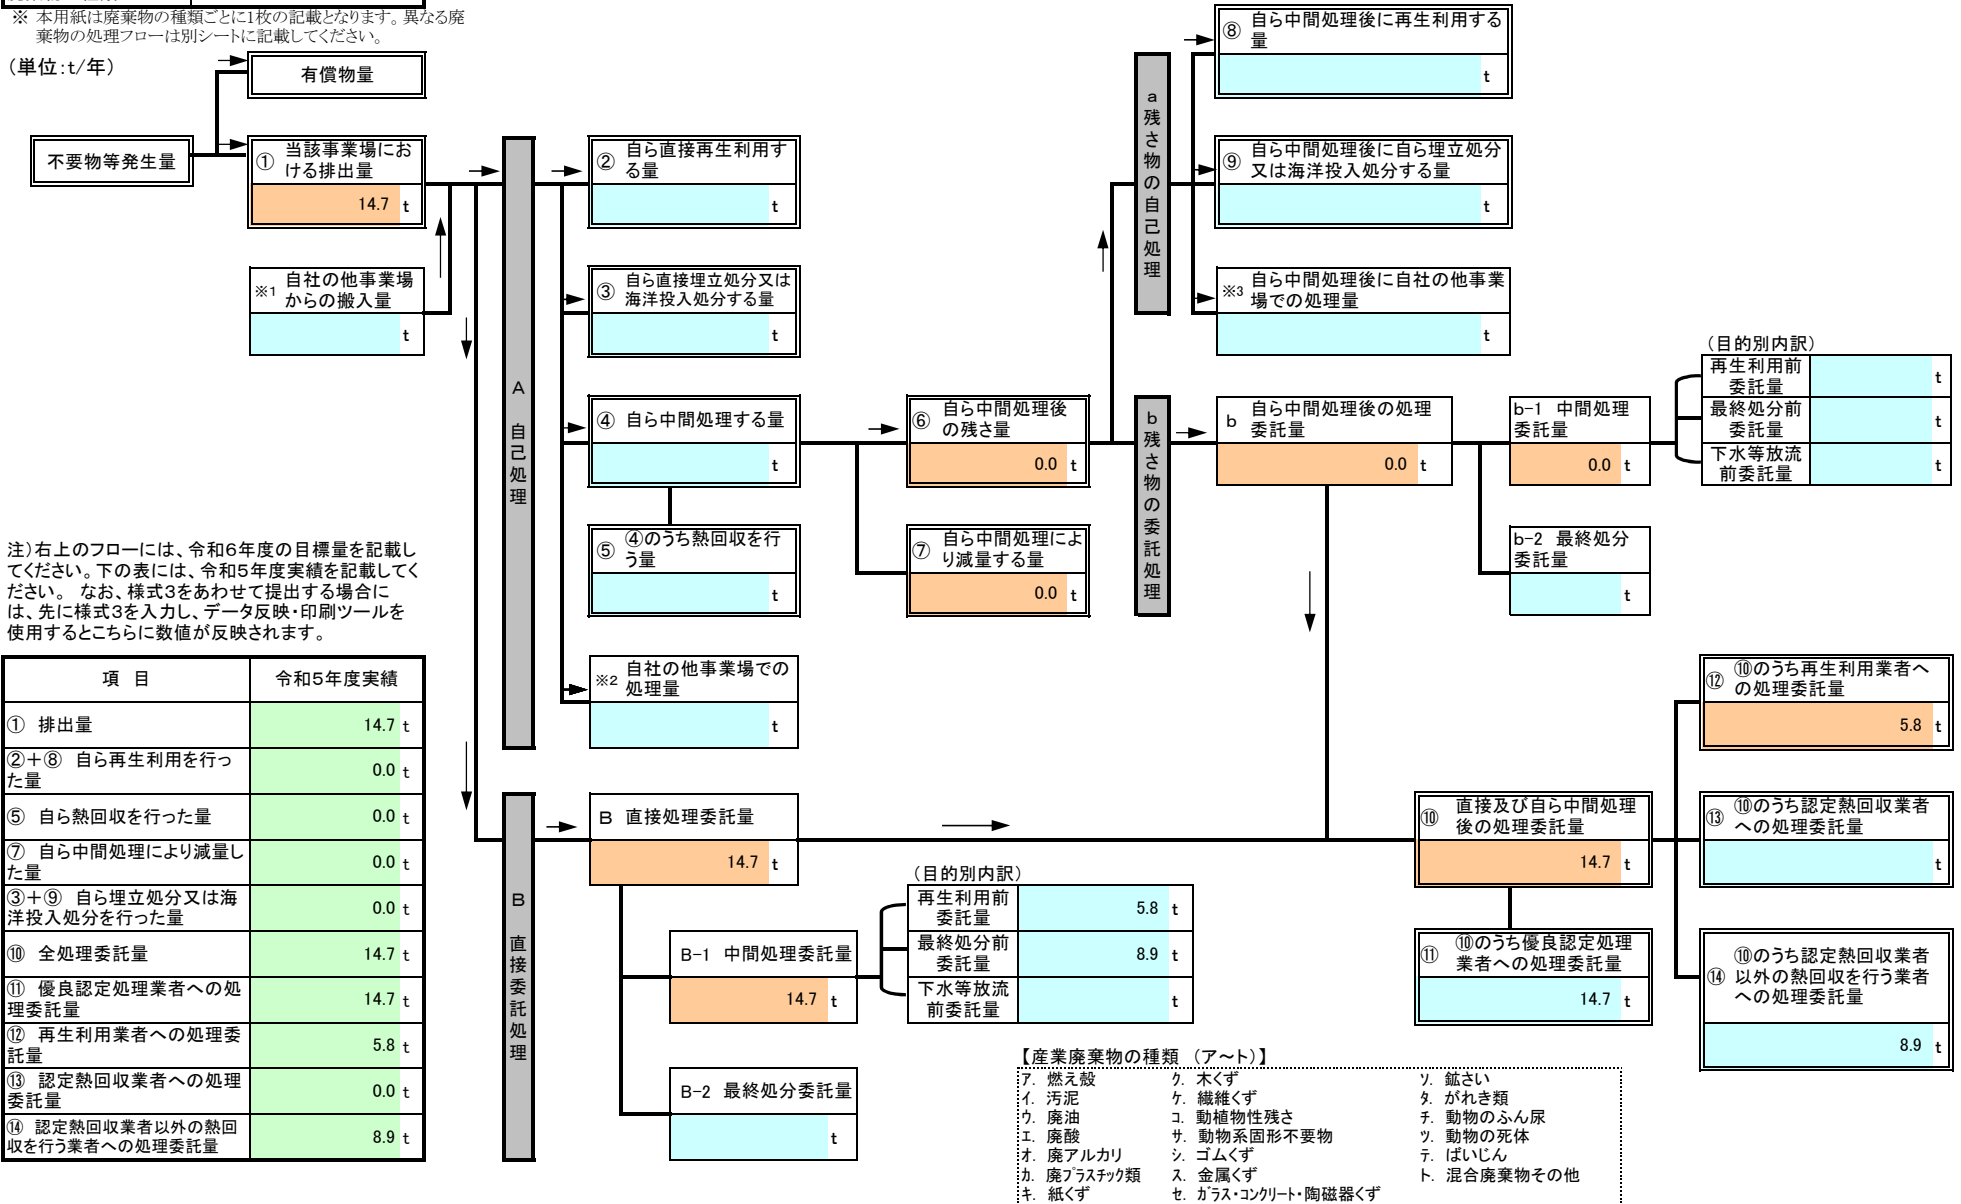 ※ 本用紙は廃棄物の種類ごとに1枚の記載となります。異なる廃
棄物の処理フローは別シートに記載してください。
(単位:t/年)
有償物量
不要物等発生量
① 当該事業場にお
ける排出量
14.7 t
※1 自社の他事業場
からの搬入量
t
A 自己処理
② 自ら直接再生利用す
る量
t
③ 自ら直接埋立処分又は
海洋投入処分する量
t
④ 自ら中間処理する量
t
⑤ ④のうち熱回収を行
う量
t
※2 自社の他事業場での
処理量
t
⑥ 自ら中間処理後
の残さ量
0.0 t
⑦ 自ら中間処理によ
り減量する量
0.0 t
a 残さ物の自己処理
⑧ 自ら中間処理後に再生利用する
量
t
⑨ 自ら中間処理後に自ら埋立処分
又は海洋投入処分する量
t
※3 自ら中間処理後に自社の他事業
場での処理量
t
b 残さ物の委託処理
b 自ら中間処理後の処理
委託量
0.0 t
b-1 中間処理
委託量
0.0 t
(目的別内訳)
再生利用前
委託量
t
最終処分前
委託量
t
下水等放流
前委託量
t
b-2 最終処分
委託量
t
注)右上のフローには、令和6年度の目標量を記載し
てください。下の表には、令和5年度実績を記載してく
ださい。 なお、様式3をあわせて提出する場合に
は、先に様式3を入力し、データ反映・印刷ツールを
使用するとこちらに数値が反映されます。
項 目 令和5年度実績
① 排出量 14.7 t
②+⑧ 自ら再生利用を行っ
た量 0.0 t
⑤ 自ら熱回収を行った量 0.0 t
⑦ 自ら中間処理により減量し
た量 0.0 t
③+⑨ 自ら埋立処分又は海
洋投入処分を行った量 0.0 t
⑩ 全処理委託量 14.7 t
⑪ 優良認定処理業者への処
理委託量 14.7 t
⑫ 再生利用業者への処理委
託量 5.8 t
⑬ 認定熱回収業者への処理
委託量 0.0 t
⑭ 認定熱回収業者以外の熱回
収を行う業者への処理委託量 8.9 t
B 直接委託処理
B 直接処理委託量
14.7 t
B-1 中間処理委託量
14.7 t
B-2 最終処分委託量
t
(目的別内訳)
再生利用前
委託量
5.8 t
最終処分前
委託量
8.9 t
下水等放流
前委託量
t
⑩ 直接及び自ら中間処理
後の処理委託量
14.7 t
⑪ ⑩のうち優良認定処理
業者への処理委託量
14.7 t
⑫ ⑩のうち再生利用業者へ
の処理委託量
5.8 t
⑬ ⑩のうち認定熱回収業者
への処理委託量
t
⑭ ⑩のうち認定熱回収業者
以外の熱回収を行う業者
への処理委託量
8.9 t
【産業廃棄物の種類 (ア～ト)】
ア. 燃え殻 ク. 木くず ソ. 鉱さい
イ. 汚泥 ケ. 繊維くず タ. がれき類
ウ. 廃油 コ. 動植物性残さ チ. 動物のふん尿
エ. 廃酸 サ. 動物系固形不要物 ツ. 動物の死体
オ. 廃アルカリ シ. ゴムくず テ. ばいじん
カ. 廃プラスチック類 ス. 金属くず ト. 混合廃棄物その他
キ. 紙くず セ. ガラス・コンクリート・陶磁器くず